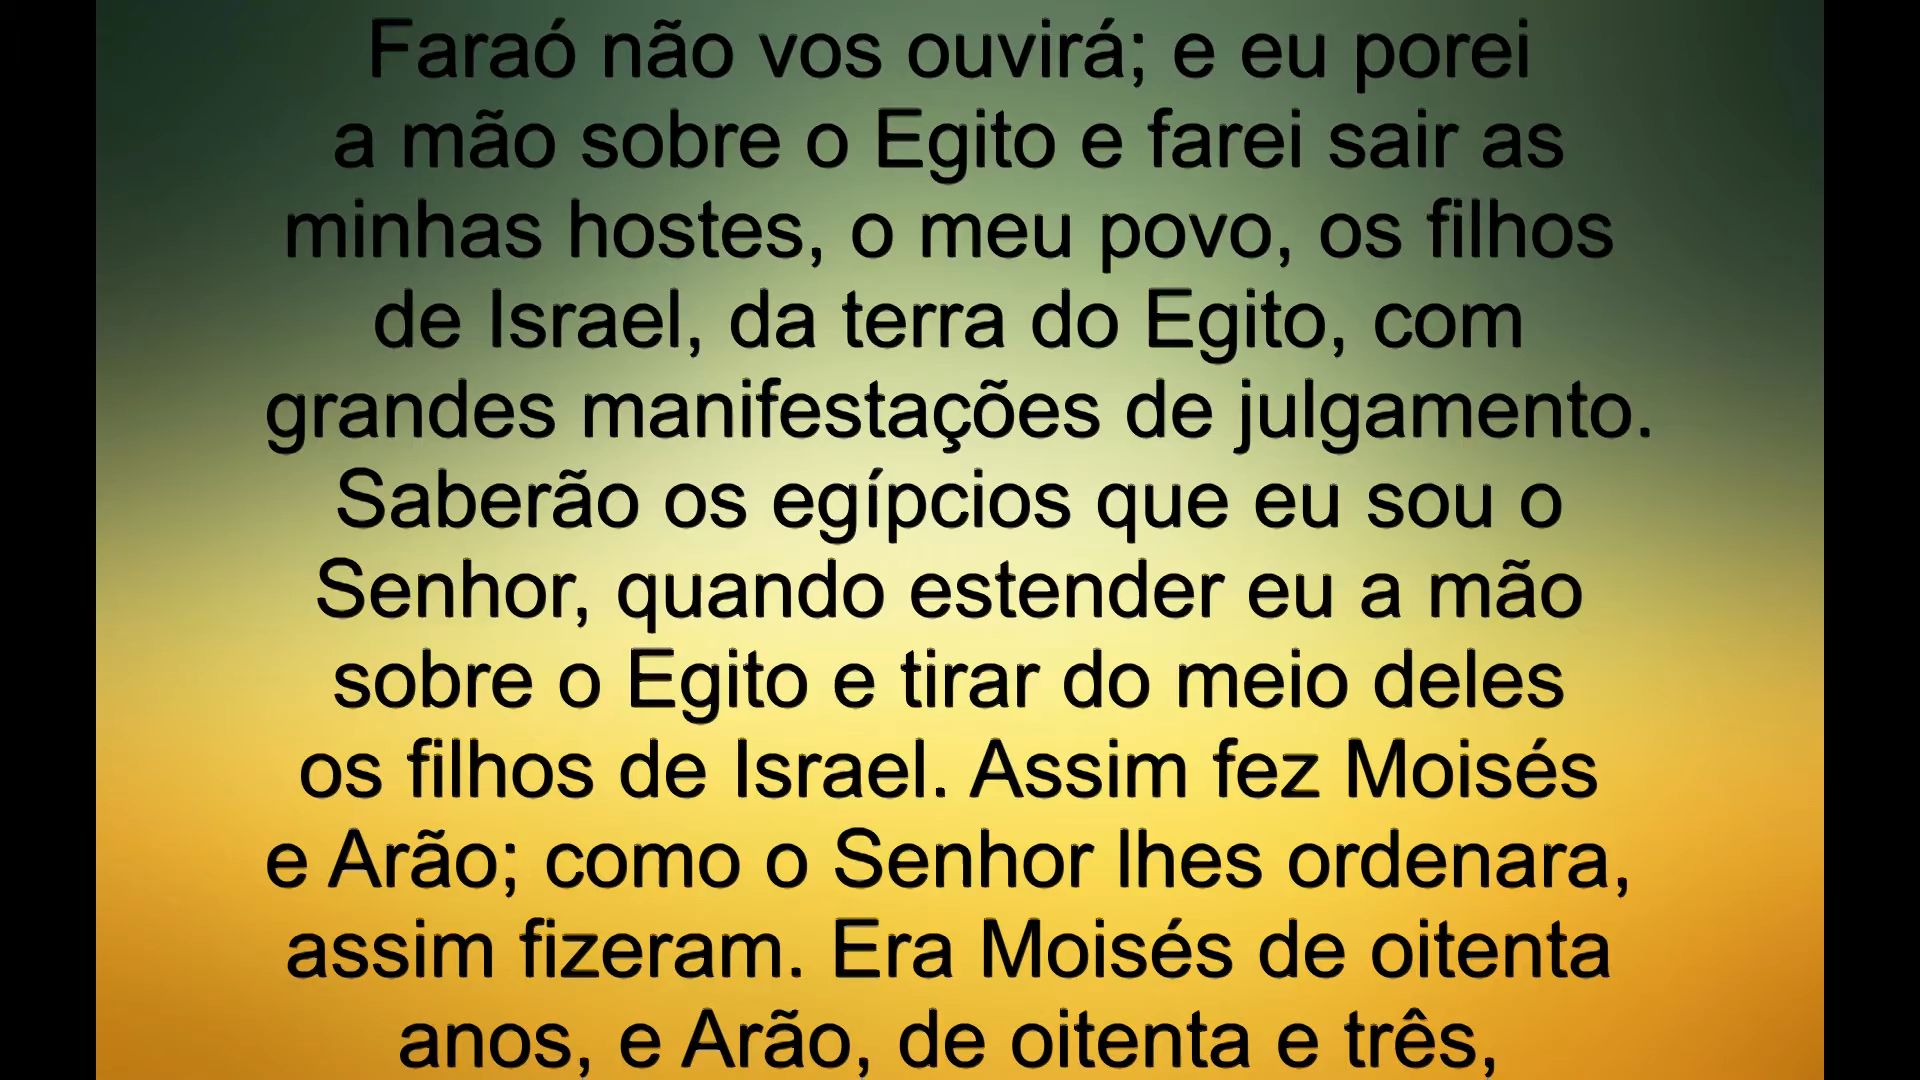 Faraó não vos ouvirá; e eu porei
a mão sobre o Egito e farei sair as
minhas hostes, o meu povo, os filhos
de Israel, da terra do Egito, com
grandes manifestações de julgamento.
Saberão os egípcios que eu sou o
Senhor, quando estender eu a mão
sobre o Egito e tirar do meio deles
os filhos de Israel. Assim fez Moisés
e Arão; como o Senhor lhes ordenara,
assim fizeram. Era Moisés de oitenta
anos, e Arão, de oitenta e três,